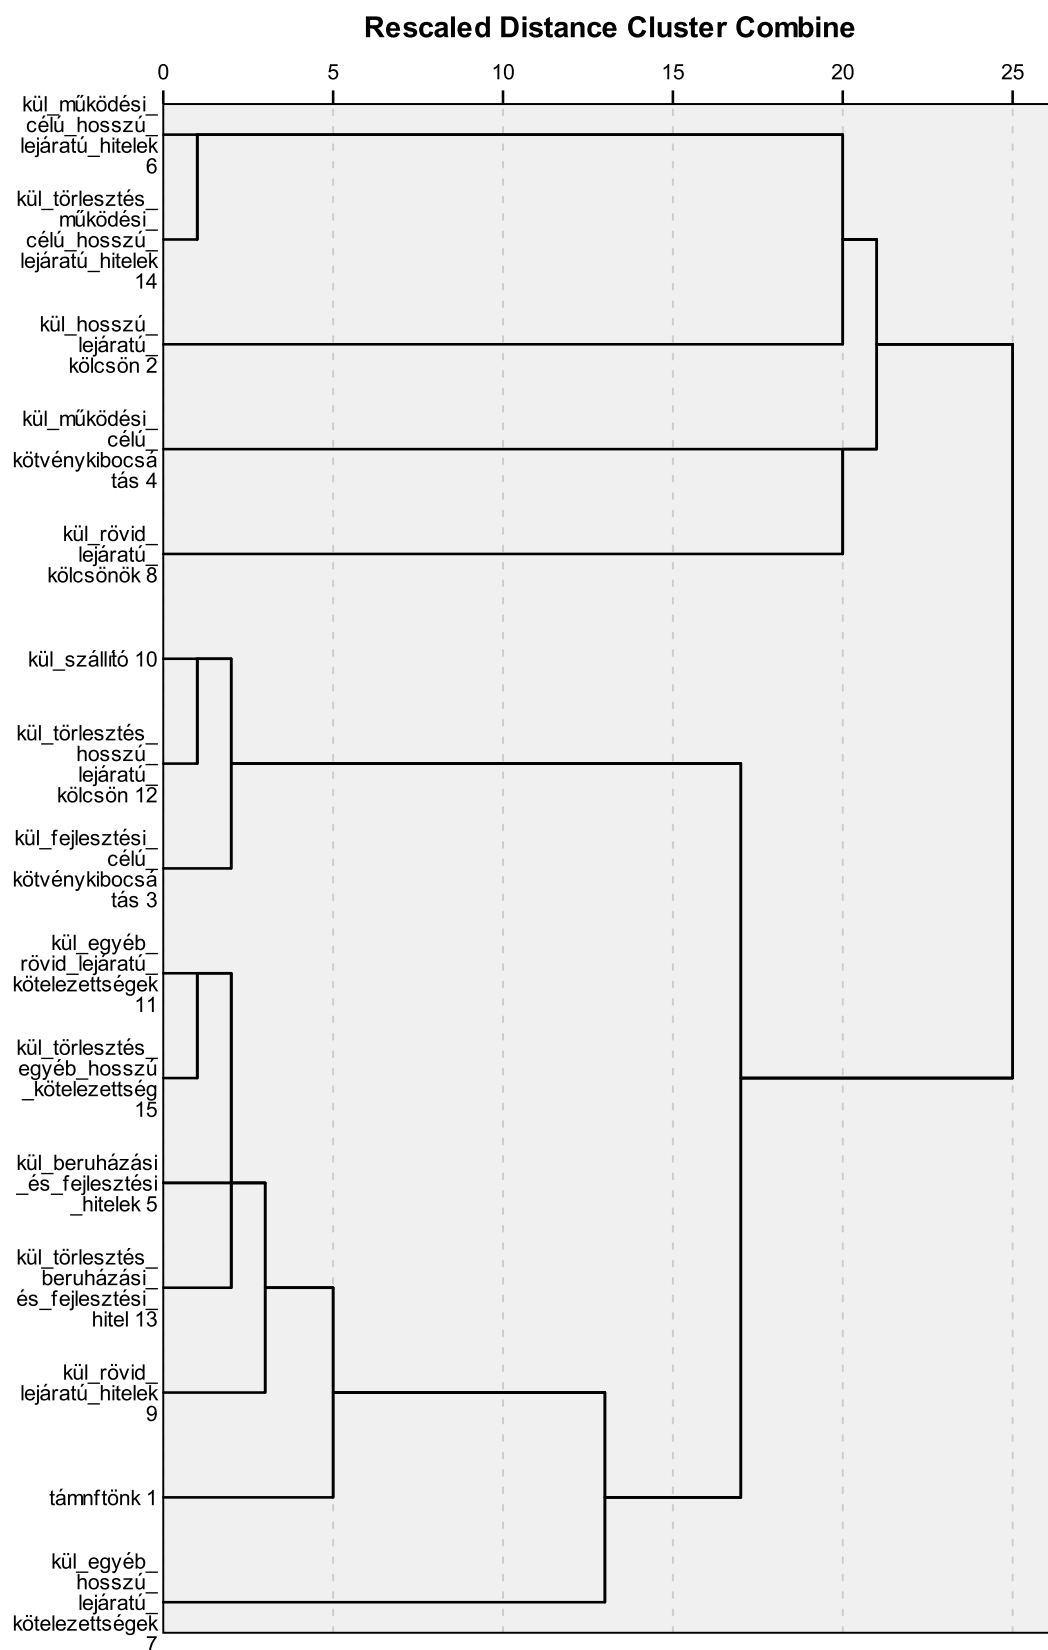 Rescaled Distance Cluster Combine
0 5 10 15 20 25
kül_működési_
célú_hosszú_
lejáratú_hitelek
6
kül_törlesztés_
működési_
célú_hosszú_
lejáratú_hitelek
14
kül_hosszú_
lejáratú_
kölcsön 2
kül_működési_
célú_
kötvénykibocsá
tás 4
kül_rövid_
lejáratú_
kölcsönök 8
kül_szállító 10
kül_törlesztés_
hosszú_
lejáratú_
kölcsön 12
kül_fejlesztési_
célú_
kötvénykibocsá
tás 3
kül_egyéb_
rövid_lejáratú_
kötelezettségek
11
kül_törlesztés_
egyéb_hosszú
_kötelezettség
15
kül_beruházási
_és_fejlesztési
_hitelek 5
kül_törlesztés_
beruházási_
és_fejlesztési_
hitel 13
kül_rövid_
lejáratú_hitelek
9
támnftönk 1
kül_egyéb_
hosszú_
lejáratú_
kötelezettségek
7